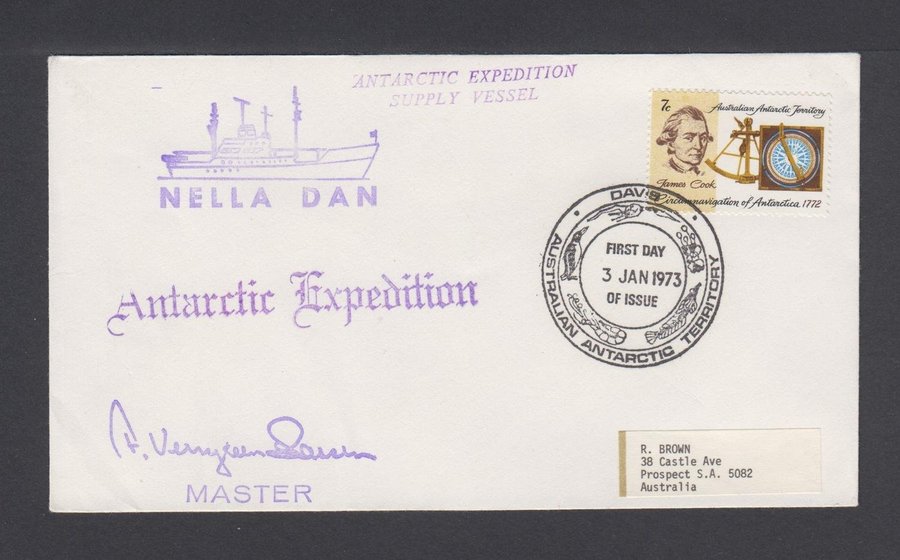 ANTARCTIC EXPEDITION
SUPPLY VESSEL
7c
Australian Antarctic Territory
James Cook
Circumnavigation of Antarctica 1772
NELLA DAN
DAVIS
FIRST DAY
3 JAN 1973
OF ISSUE
AUSTRALIAN ANTARCTIC TERRITORY
Antarctic Expedition
MASTER
R. BROWN
38 Castle Ave
Prospect S.A. 5082
Australia